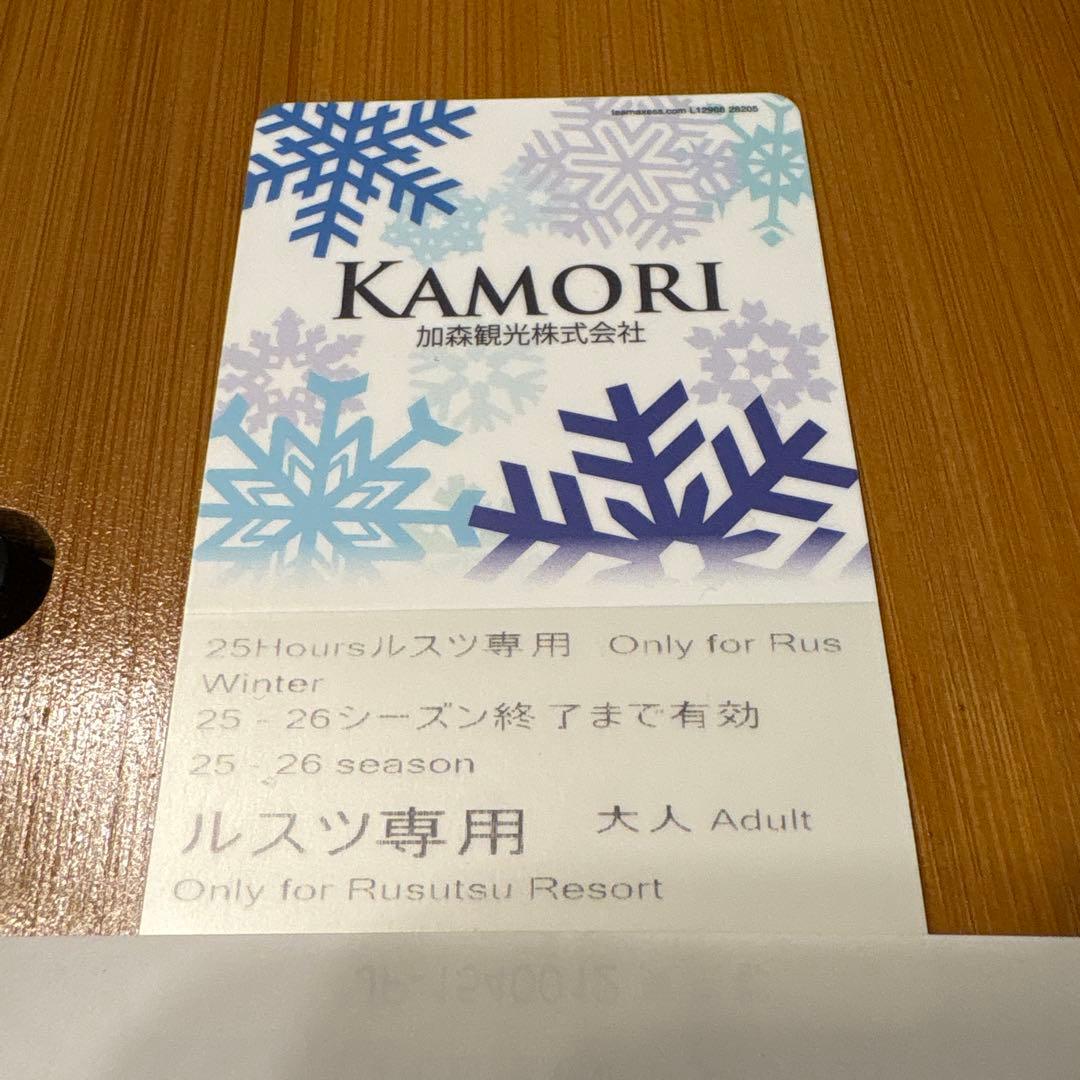 teamaxess.com L12968 28205
KAMORI
加森観光株式会社
25Hoursルスツ専用 Only for Rus
Winter
25 - 26シーズン終了まで有効
25 - 26 season
ルスツ専用 大人 Adult
Only for Rusutsu Resort